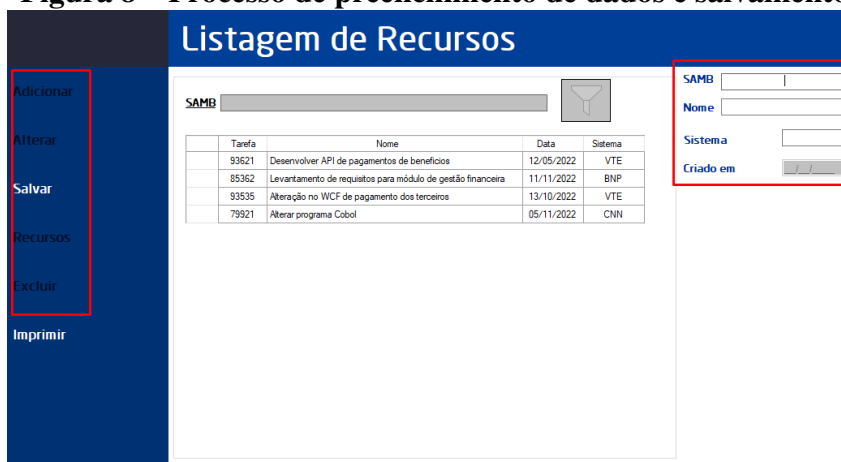 Figura 8 – Processo de preenchimento de dados e salvamento
Listagem de Recursos
Adicionar
Alterar
Salvar
Recursos
Excluir
Imprimir
SAMB
Tarefa Nome Data Sistema
93621 Desenvolver API de pagamentos de benefícios 12/05/2022 VTE
85362 Levantamento de requisitos para módulo de gestão financeira 11/11/2022 BNP
93535 Alteração no WCF de pagamento dos terceiros 13/10/2022 VTE
79921 Alterar programa Cobol 05/11/2022 CNN
SAMB
Nome
Sistema
Criado em __/__/____